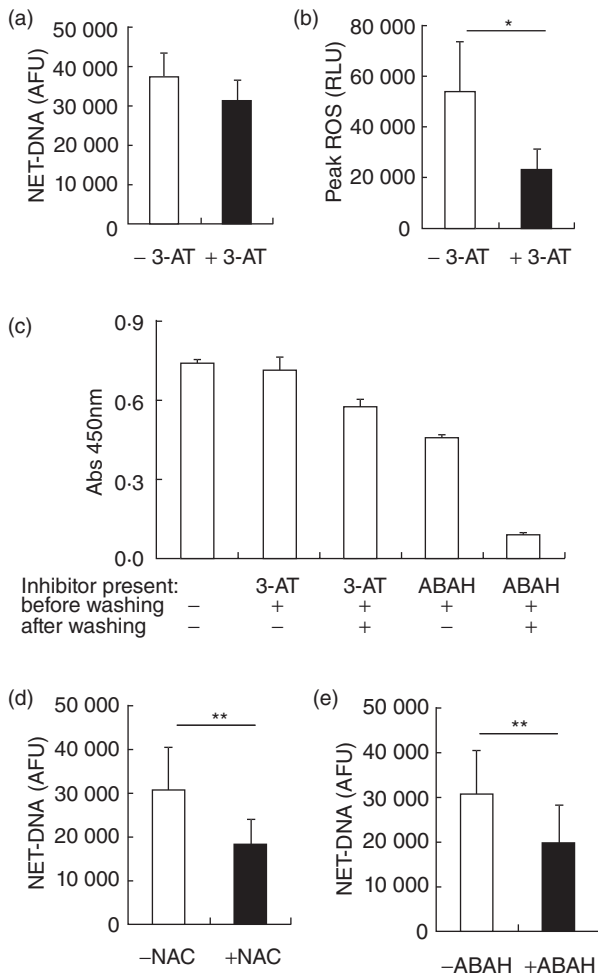 (a)
50 000
40 000
30 000
20 000
10 000
0
NET-DNA (AFU)
– 3-AT + 3-AT
(b)
*
80 000
60 000
40 000
20 000
0
Peak ROS (RLU)
– 3-AT + 3-AT
(c)
0·9
0·6
0·3
0·0
Abs 450nm
Inhibitor present: 3-AT 3-AT ABAH ABAH
before washing – + + + +
after washing – – + – +
(d)
**
50 000
40 000
30 000
20 000
10 000
0
NET-DNA (AFU)
–NAC +NAC
(e)
**
50 000
40 000
30 000
20 000
10 000
0
NET-DNA (AFU)
–ABAH +ABAH